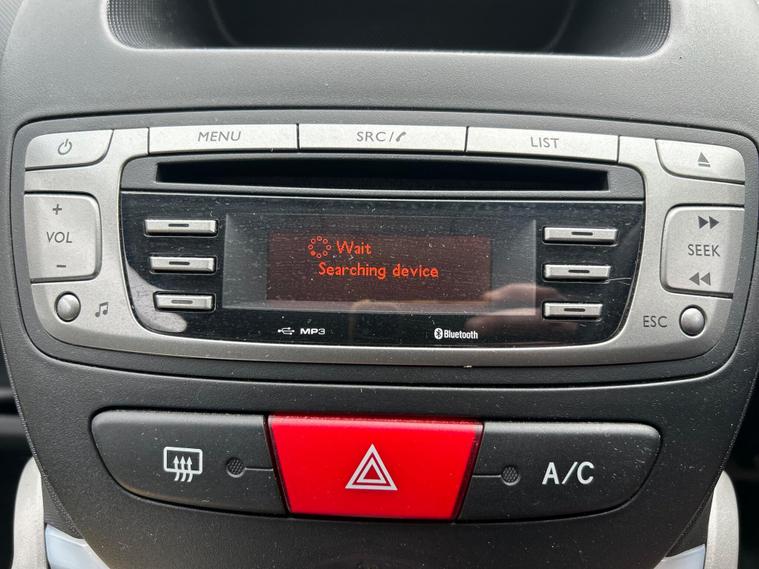 MENU
SRC/
LIST
+
VOL
−
Wait
Searching device
SEEK
ESC
MP3
Bluetooth
A/C